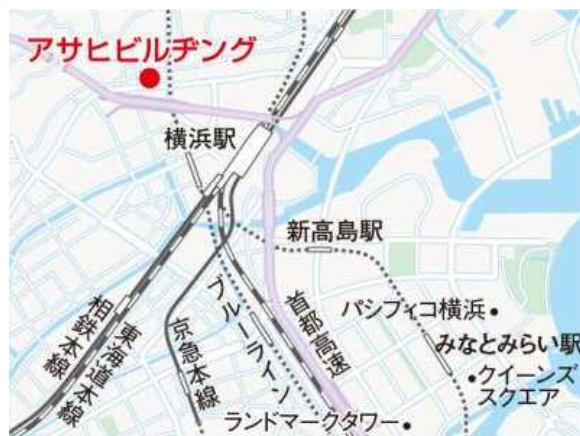 アサヒビルヂング
横浜駅
新高島駅
パシフィコ横浜
みなとみらい駅
クイーンズ
スクエア
ランドマークタワー
首都高速
ブルーライン
京急本線
東海道本線
相鉄本線